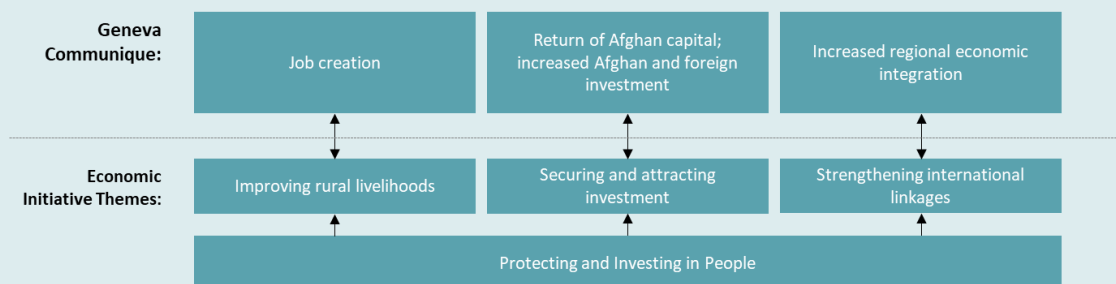 Geneva
Communique:
Job creation
Return of Afghan capital;
increased Afghan and foreign
investment
Increased regional economic
integration
Economic
Initiative Themes:
Improving rural livelihoods
Securing and attracting
investment
Strengthening international
linkages
Protecting and Investing in People